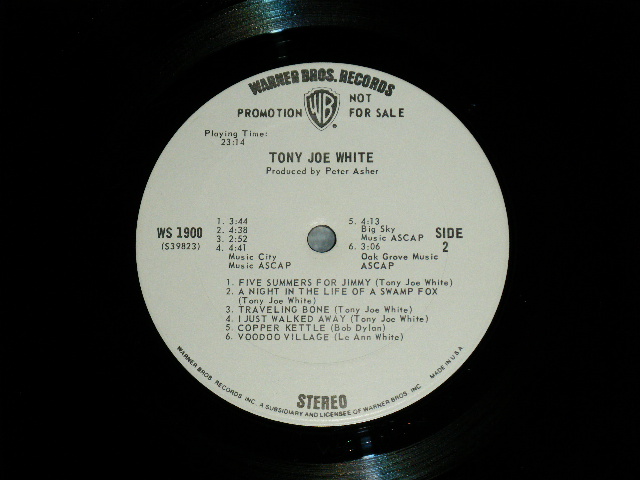 WARNER BROS. RECORDS
PROMOTION WB NOT FOR SALE
®
Playing Time:
23:14
TONY JOE WHITE
Produced by Peter Asher
WS 1900
(S39823)
1. 3:44
2. 4:38
3. 2:52
4. 4:41
Music City
Music ASCAP
5. 4:13
Big Sky
Music ASCAP
6. 3:06
Oak Grove Music
ASCAP
SIDE
2
1. FIVE SUMMERS FOR JIMMY (Tony Joe White)
2. A NIGHT IN THE LIFE OF A SWAMP FOX
(Tony Joe White)
3. TRAVELING BONE (Tony Joe White)
4. I JUST WALKED AWAY (Tony Joe White)
5. COPPER KETTLE (Bob Dylan)
6. VOODOO VILLAGE (Le Ann White)
STEREO
WARNER BROS. RECORDS INC. A SUBSIDIARY AND LICENSEE OF WARNER BROS. INC. MADE IN U.S.A.